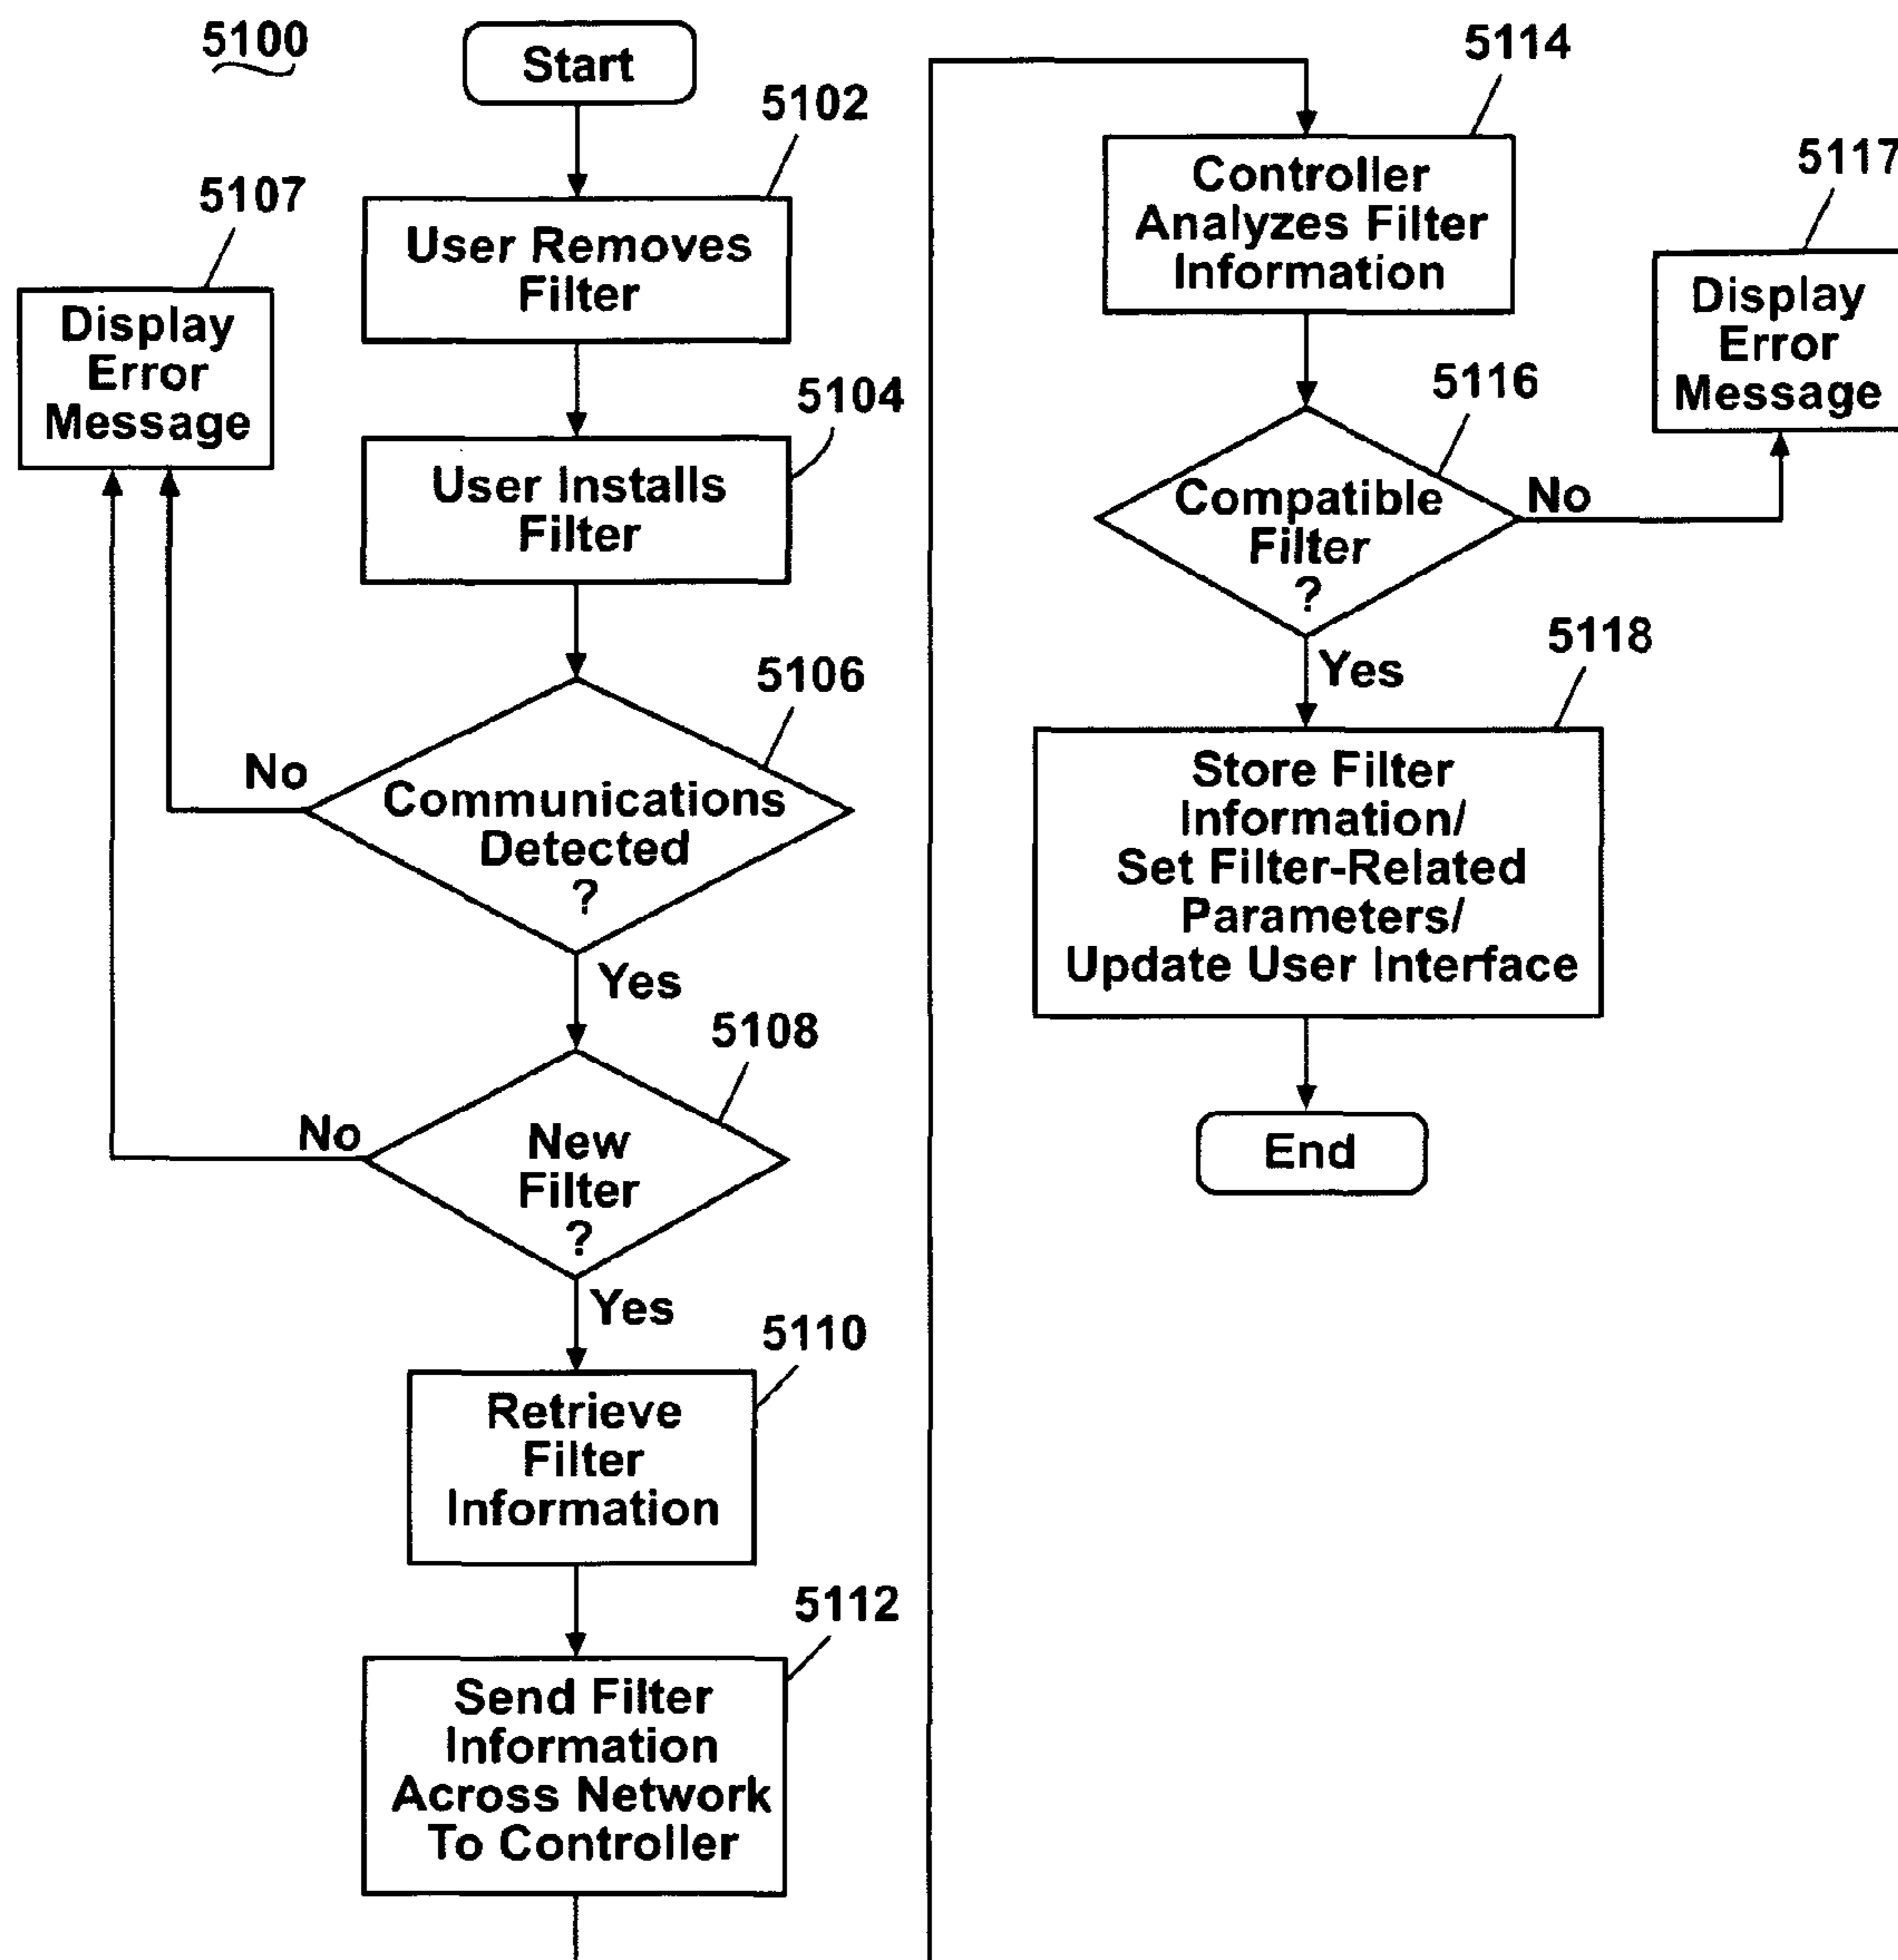 5100
Start
5102
User Removes
Filter
5107
Display
Error
Message
5104
User Installs
Filter
5106
No
Communications
Detected
?
Yes
5108
No
New
Filter
?
Yes
5110
Retrieve
Filter
Information
5112
Send Filter
Information
Across Network
To Controller
5114
Controller
Analyzes Filter
Information
5117
Display
Error
Message
5116
Compatible
Filter
?
No
Yes
5118
Store Filter
Information/
Set Filter-Related
Parameters/
Update User Interface
End